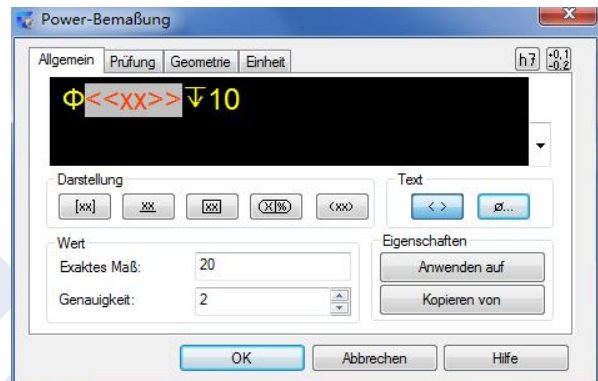 Power-Bemaßung
Allgemein Prüfung Geometrie Einheit h7 +0,1 -0,2
Φ<<xx>>↧10
Darstellung Text
[xx] xx xx (X|%) (xx) < > ø...
Wert Eigenschaften
Exaktes Maß: 20 Anwenden auf
Genauigkeit: 2 Kopieren von
OK Abbrechen Hilfe